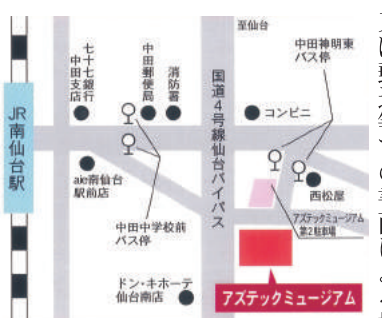 至仙台
中田神明東
バス停
七十七銀行
中田支店
中田郵便局
消防署
国道4号線仙台バイパス
コンビニ
JR南仙台駅
aie南仙台
駅前店
西松屋
アズテックミュージアム
第2駐車場
中田中学校前
バス停
ドン・キホーテ
仙台南店
アズテックミュージアム